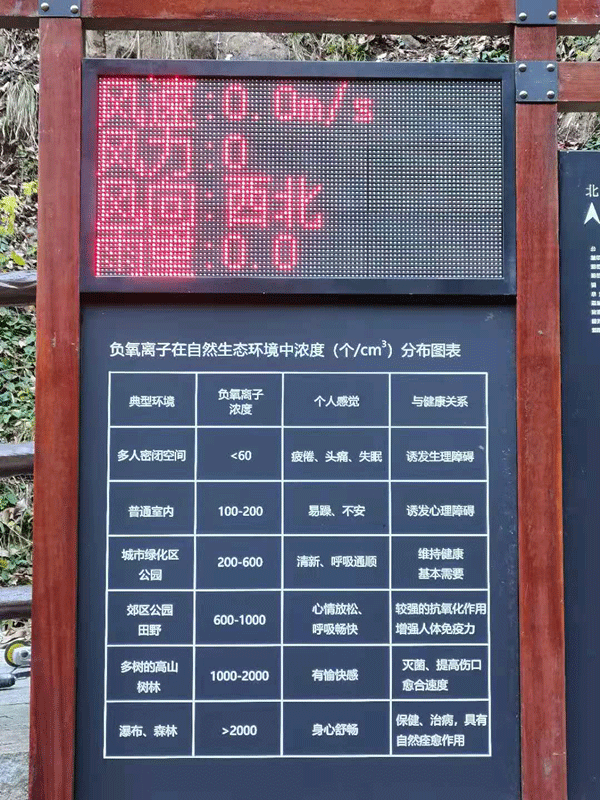 风速:0.0m/s
风力:0
风向:西北
雨量:0.0
北
负氧离子在自然生态环境中浓度（个/cm³）分布图表
典型环境 负氧离子浓度 个人感觉 与健康关系
多人密闭空间 <60 疲倦、头痛、失眠 诱发生理障碍
普通室内 100-200 易躁、不安 诱发心理障碍
城市绿化区公园 200-600 清新、呼吸通顺 维持健康基本需要
郊区公园田野 600-1000 心情放松、呼吸畅快 较强的抗氧化作用增强人体免疫力
多树的高山树林 1000-2000 有愉快感 灭菌、提高伤口愈合速度
瀑布、森林 >2000 身心舒畅 保健、治病，具有自然痊愈作用